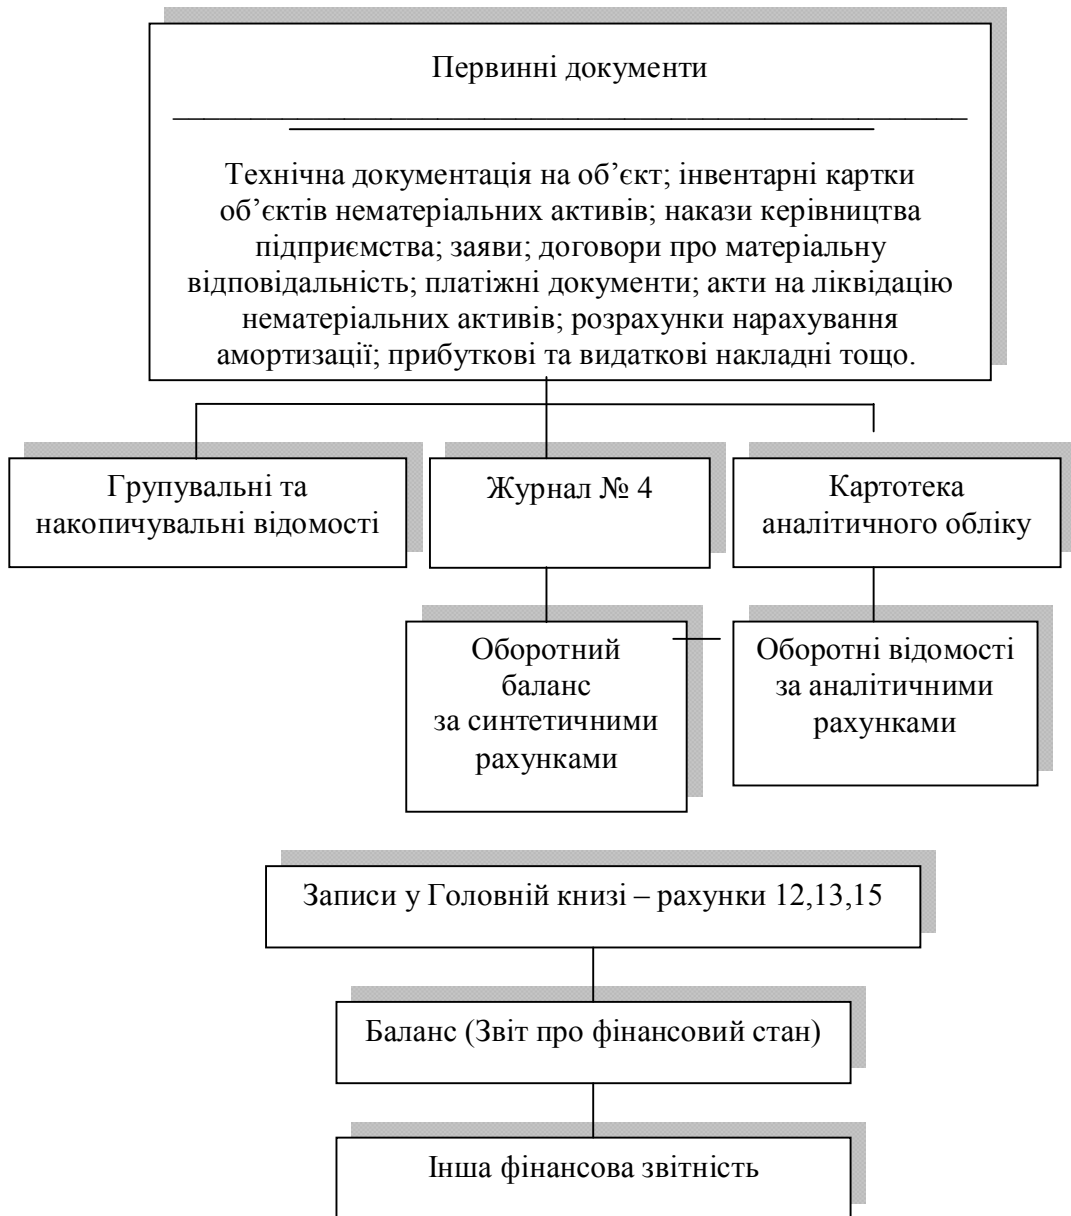 Первинні документи
Технічна документація на об’єкт; інвентарні картки
об’єктів нематеріальних активів; накази керівництва
підприємства; заяви; договори про матеріальну
відповідальність; платіжні документи; акти на ліквідацію
нематеріальних активів; розрахунки нарахування
амортизації; прибуткові та видаткові накладні тощо.
Групувальні та
накопичувальні відомості
Журнал № 4
Картотека
аналітичного обліку
Оборотний
баланс
за синтетичними
рахунками
Оборотні відомості
за аналітичними
рахунками
Записи у Головній книзі – рахунки 12,13,15
Баланс (Звіт про фінансовий стан)
Інша фінансова звітність